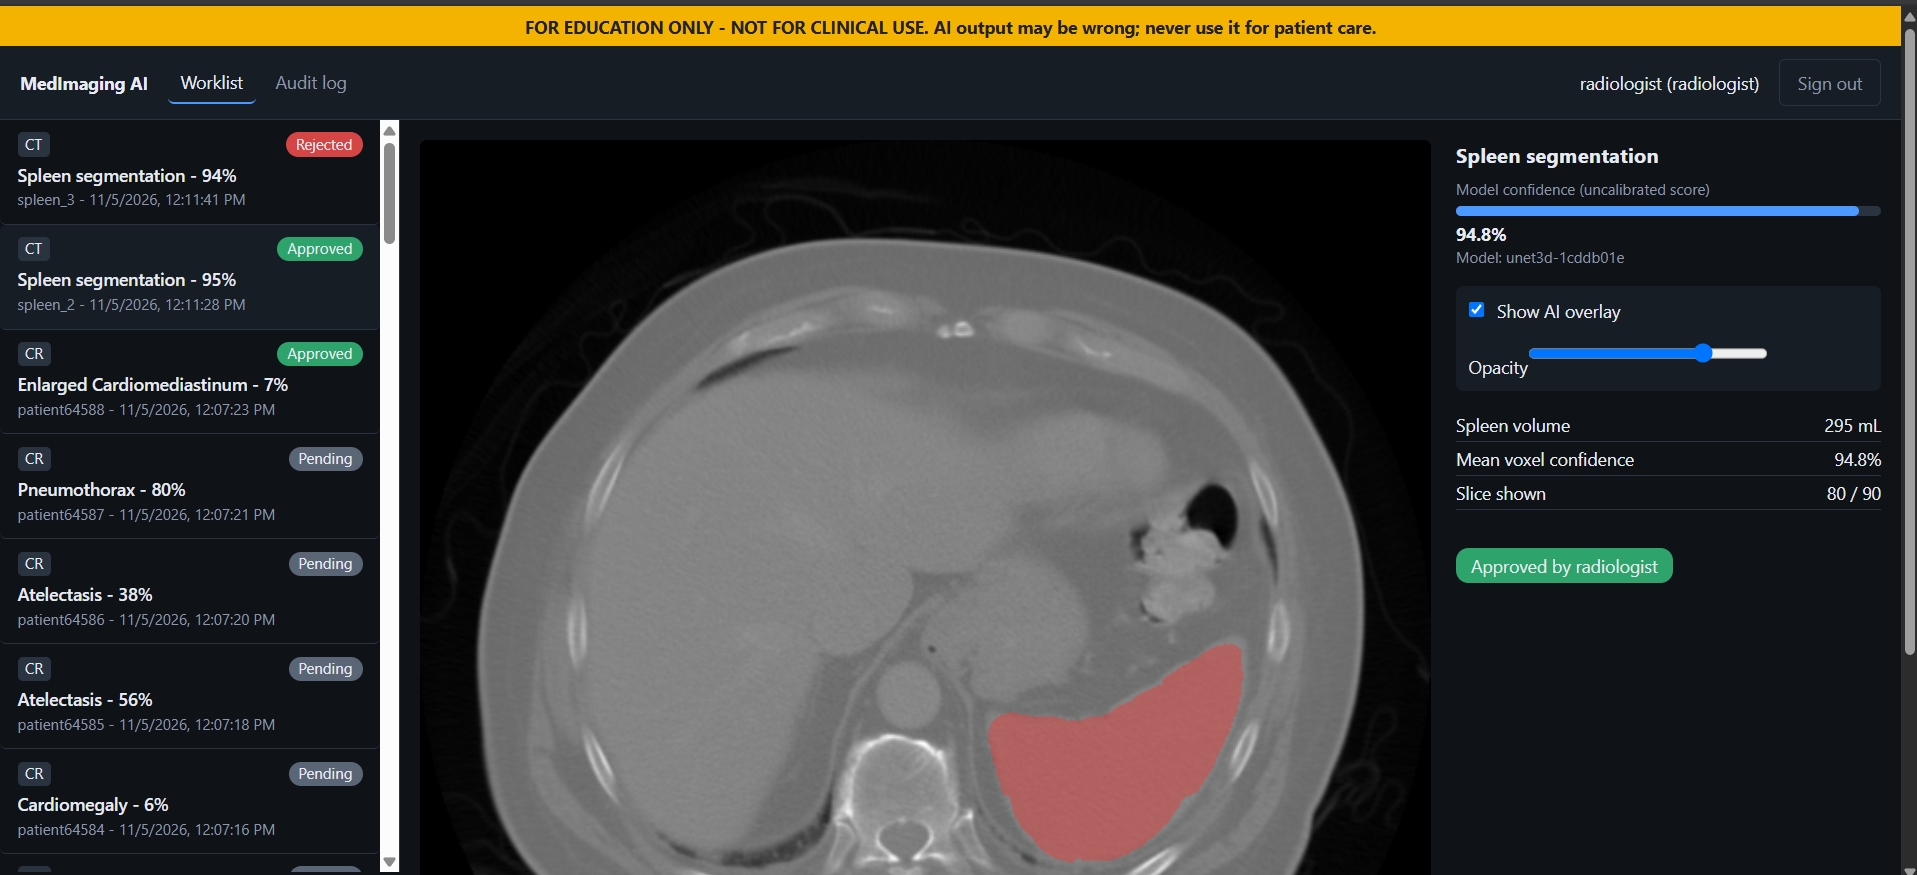 FOR EDUCATION ONLY - NOT FOR CLINICAL USE. AI output may be wrong; never use it for patient care.
MedImaging AI
Worklist
Audit log
radiologist (radiologist)
Sign out
CT
Rejected
Spleen segmentation - 94%
spleen_3 - 11/5/2026, 12:11:41 PM
CT
Approved
Spleen segmentation - 95%
spleen_2 - 11/5/2026, 12:11:28 PM
CR
Approved
Enlarged Cardiomediastinum - 7%
patient64588 - 11/5/2026, 12:07:23 PM
CR
Pending
Pneumothorax - 80%
patient64587 - 11/5/2026, 12:07:21 PM
CR
Pending
Atelectasis - 38%
patient64586 - 11/5/2026, 12:07:20 PM
CR
Pending
Atelectasis - 56%
patient64585 - 11/5/2026, 12:07:18 PM
CR
Pending
Cardiomegaly - 6%
patient64584 - 11/5/2026, 12:07:16 PM
Spleen segmentation
Model confidence (uncalibrated score)
94.8%
Model: unet3d-1cddb01e
Show AI overlay
Opacity
Spleen volume 295 mL
Mean voxel confidence 94.8%
Slice shown 80 / 90
Approved by radiologist